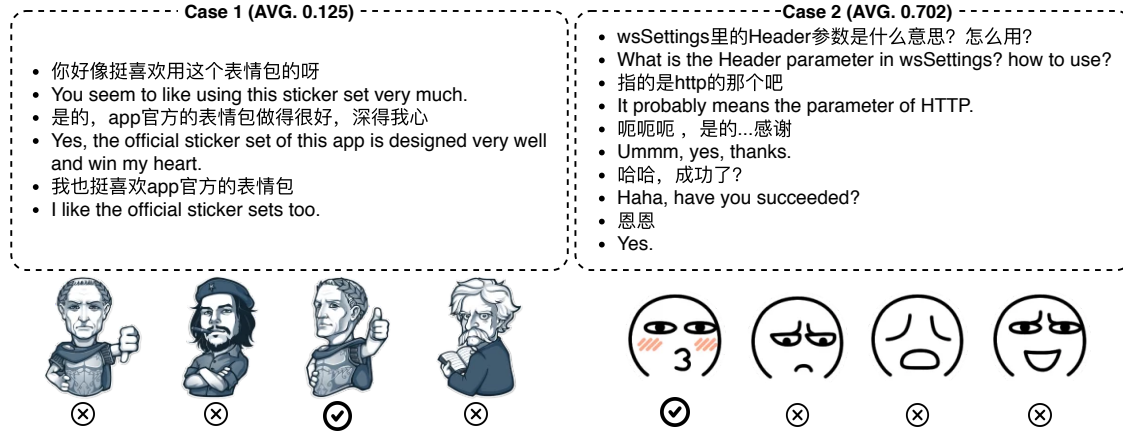 Case 1 (AVG. 0.125)
你好像挺喜欢用这个表情包的呀
You seem to like using this sticker set very much.
是的，app官方的表情包做得很好，深得我心
Yes, the official sticker set of this app is designed very well
and win my heart.
我也挺喜欢app官方的表情包
I like the official sticker sets too.
Case 2 (AVG. 0.702)
wsSettings里的Header参数是什么意思？怎么用？
What is the Header parameter in wsSettings? how to use?
指的是http的那个吧
It probably means the parameter of HTTP.
呃呃呃 ，是的...感谢
Ummm, yes, thanks.
哈哈，成功了？
Haha, have you succeeded?
恩恩
Yes.